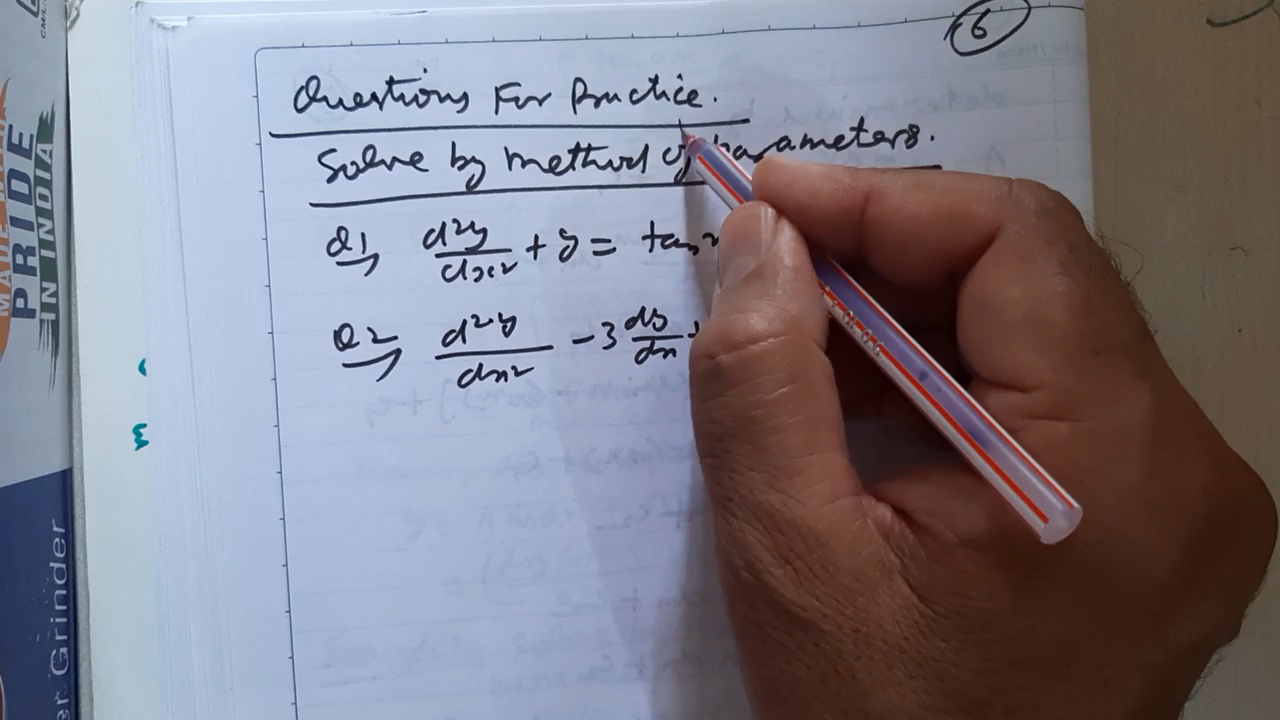 6
Questions For Practice.
Solve by method of parameters.
Q1 d²y/dx² + y = tan
Q2 d²y/dx² - 3 dy/dx
PRIDE
IN INDIA
er Grinder